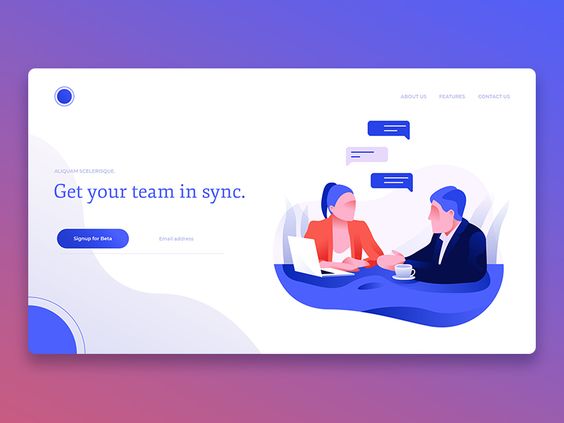 ABOUT US
FEATURES
CONTACT US
ALIQUAM SCELERISQUE,
Get your team in sync.
Signup for Beta
Email address